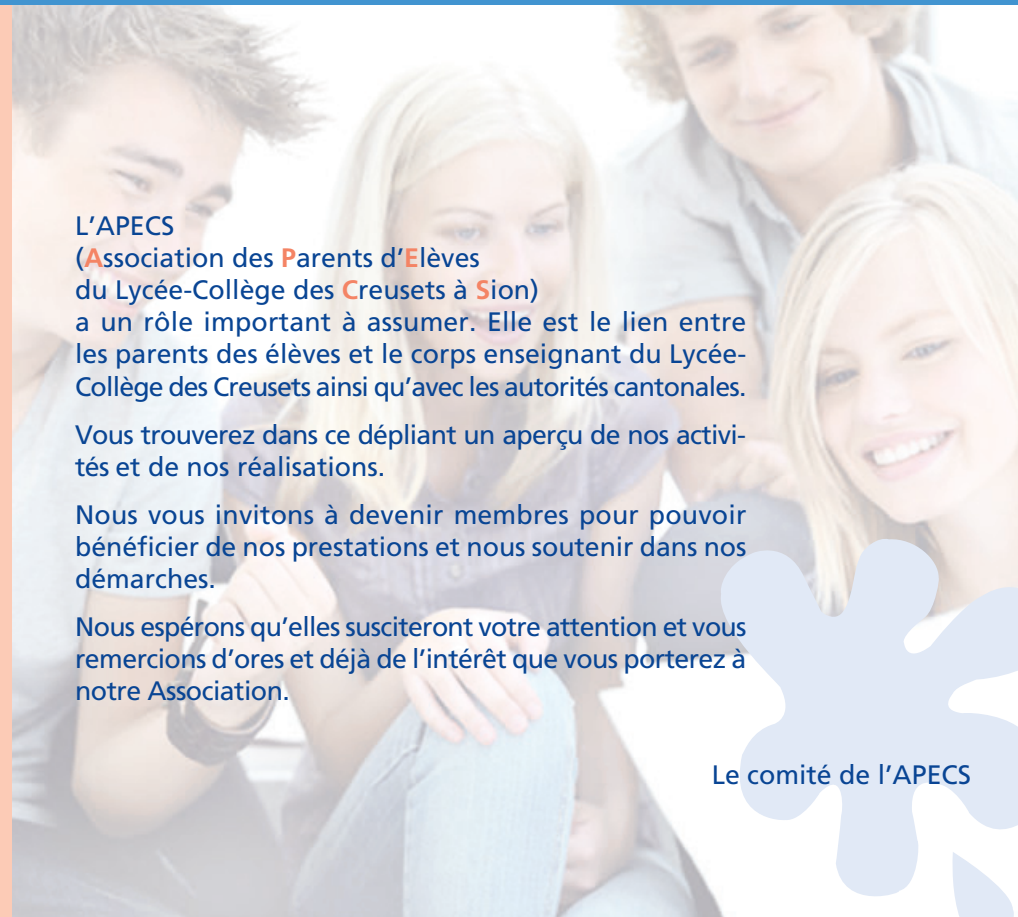 L’APECS
(Association des Parents d’Elèves
du Lycée-Collège des Creusets à Sion)
a un rôle important à assumer. Elle est le lien entre
les parents des élèves et le corps enseignant du Lycée-
Collège des Creusets ainsi qu’avec les autorités cantonales.
Vous trouverez dans ce dépliant un aperçu de nos activi-
tés et de nos réalisations.
Nous vous invitons à devenir membres pour pouvoir
bénéficier de nos prestations et nous soutenir dans nos
démarches.
Nous espérons qu’elles susciteront votre attention et vous
remercions d’ores et déjà de l’intérêt que vous porterez à
notre Association.
Le comité de l’APECS